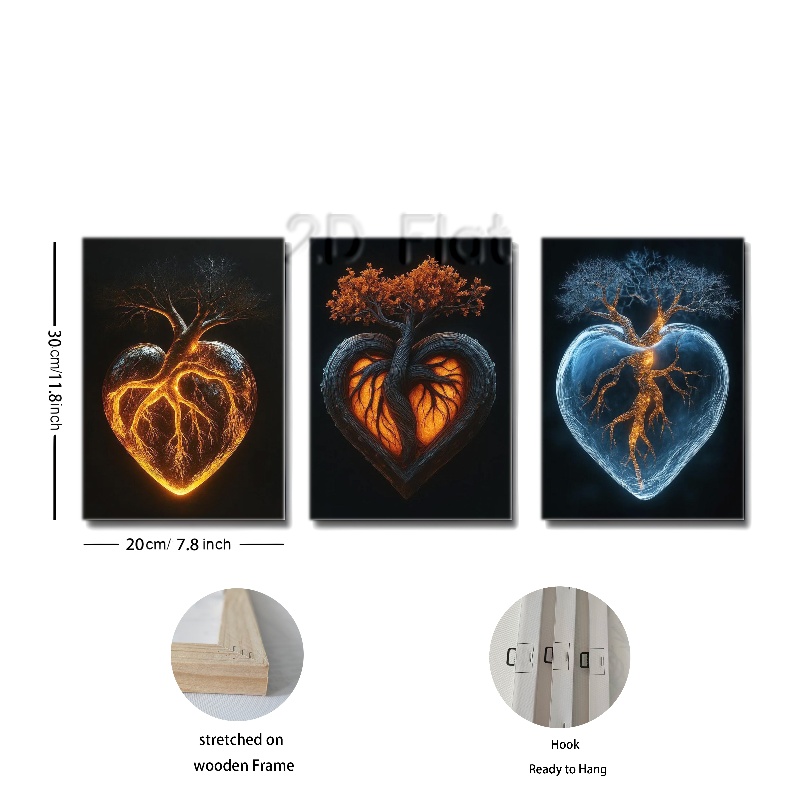 2D Flat
30cm/11.8inch
20cm/ 7.8 inch
stretched on
wooden Frame
Hook
Ready to Hang